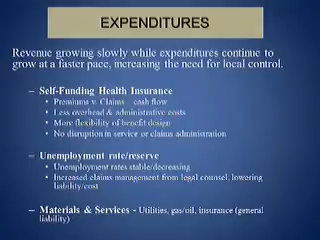 EXPENDITURES
Revenue growing slowly while expenditures continue to
grow at a faster pace, increasing the need for local control.
– Self-Funding Health Insurance
• Premiums v. Claims – cash flow
• Less overhead & administrative costs
• More flexibility of benefit design
• No disruption in service or claims administration
– Unemployment rate/reserve
• Unemployment rates stable/decreasing
• Increased claims management from legal counsel, lowering
liability/cost
– Materials & Services - Utilities, gas/oil, insurance (general
liability)